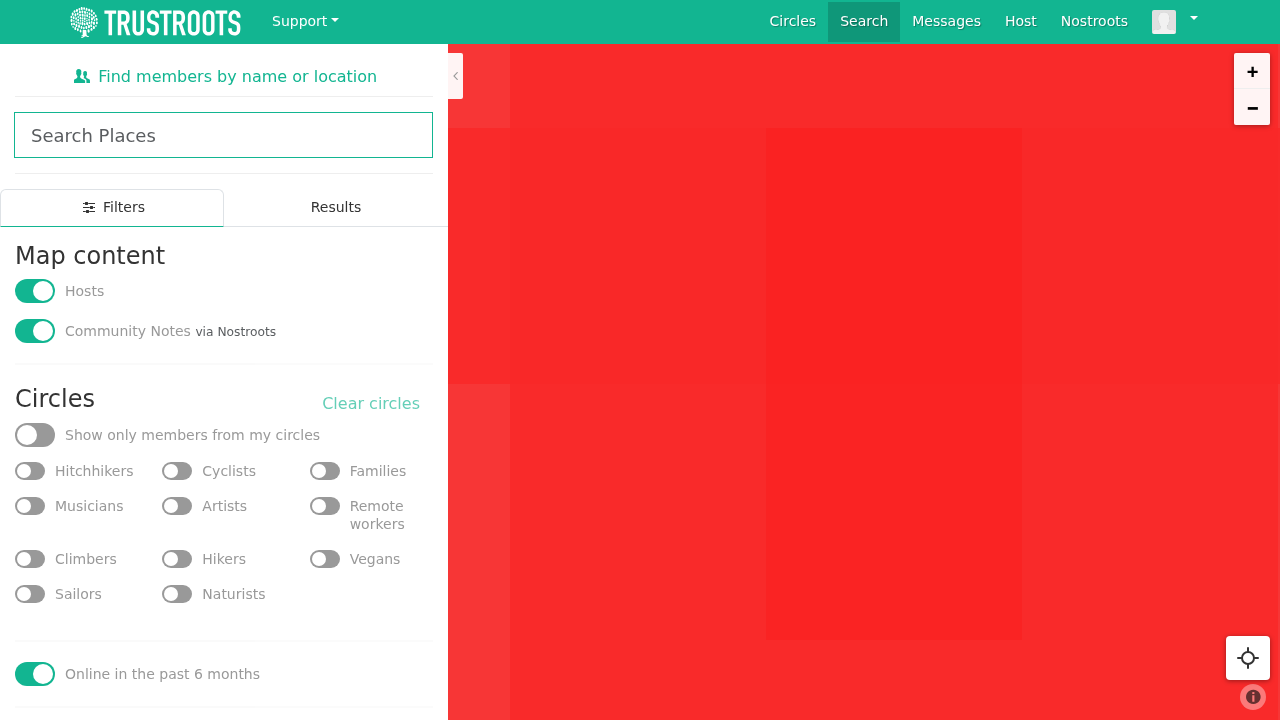 TRUSTROOTS
Support
Circles
Search
Messages
Host
Nostroots
Find members by name or location
Search Places
Filters
Results
Map content
Hosts
Community Notes via Nostroots
Circles
Clear circles
Show only members from my circles
Hitchhikers
Cyclists
Families
Musicians
Artists
Remote
workers
Climbers
Hikers
Vegans
Sailors
Naturists
Online in the past 6 months
+
−